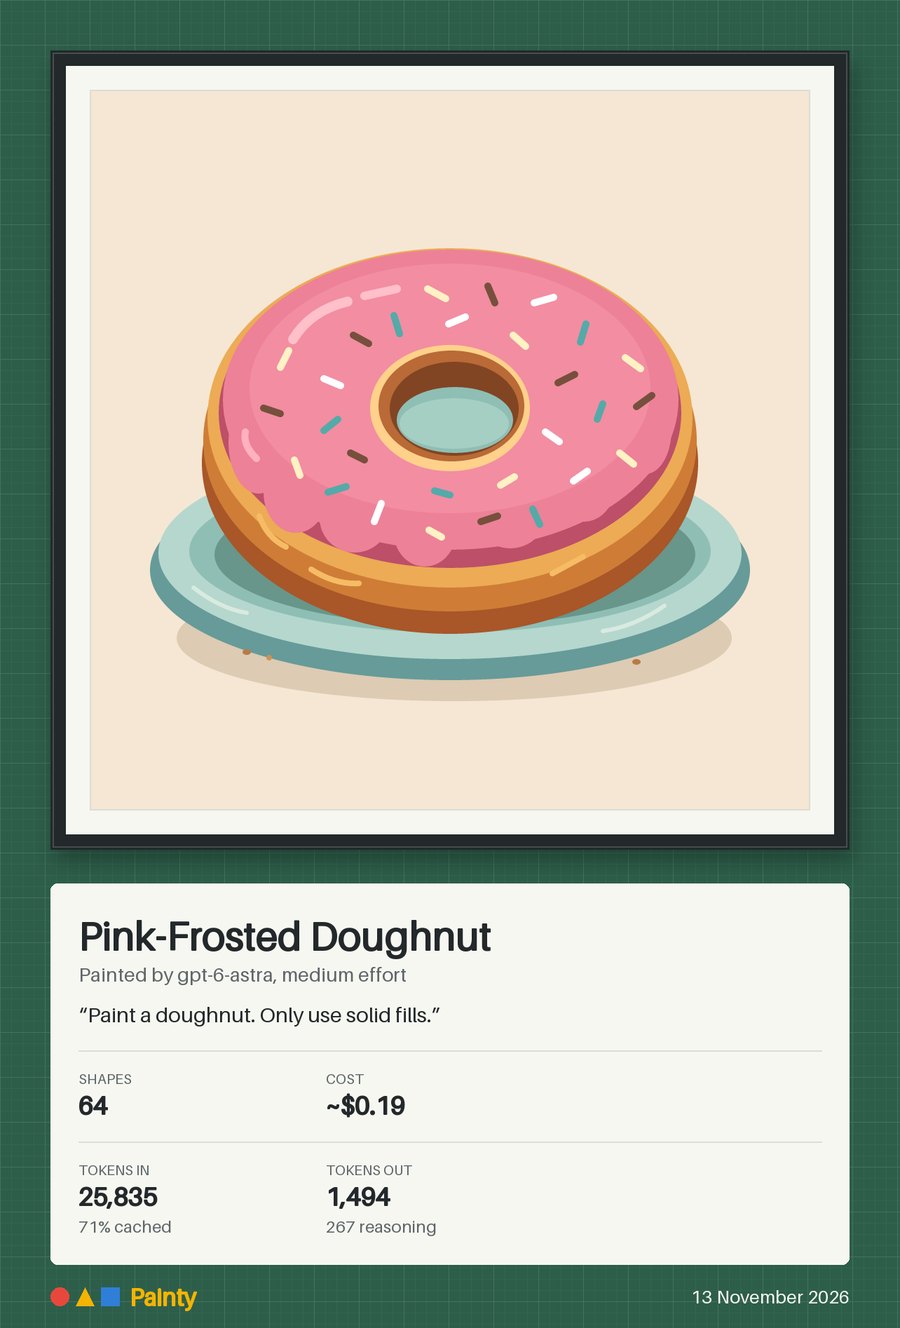 Pink-Frosted Doughnut
Painted by gpt-6-astra, medium effort
“Paint a doughnut. Only use solid fills.”
SHAPES
64
COST
~$0.19
TOKENS IN
25,835
71% cached
TOKENS OUT
1,494
267 reasoning
Painty
13 November 2026